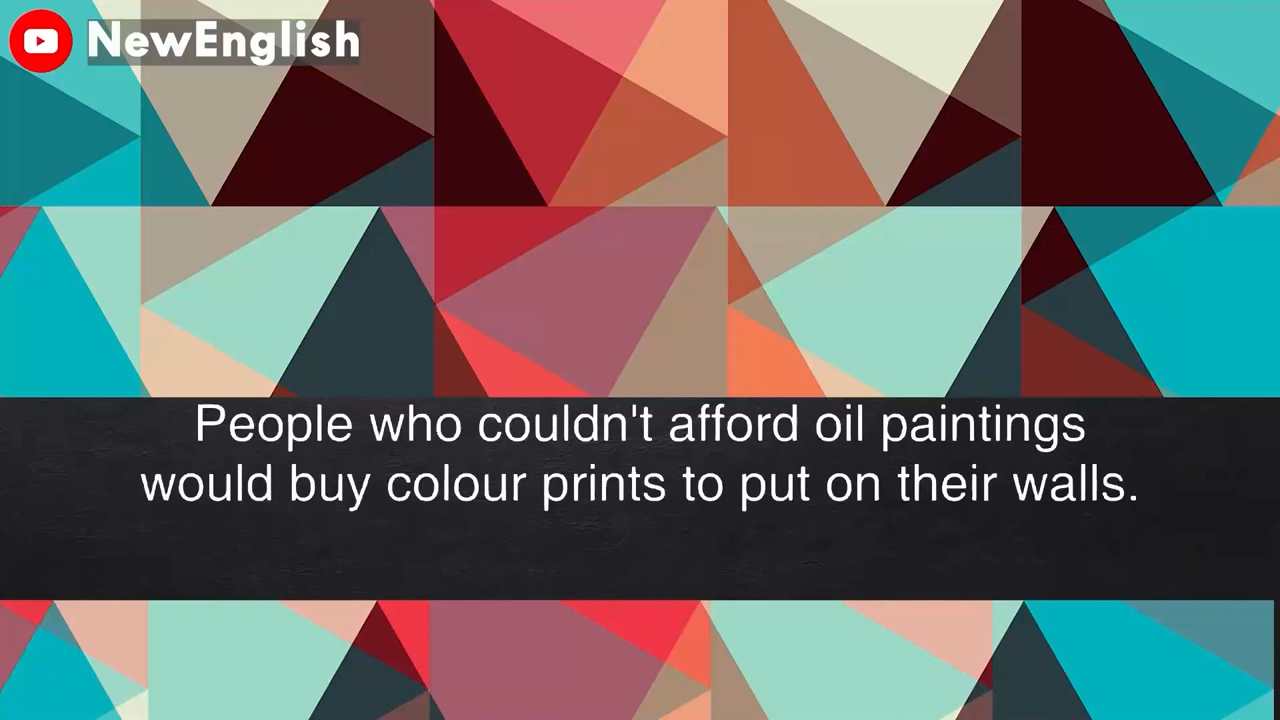 NewEnglish
People who couldn't afford oil paintings
would buy colour prints to put on their walls.